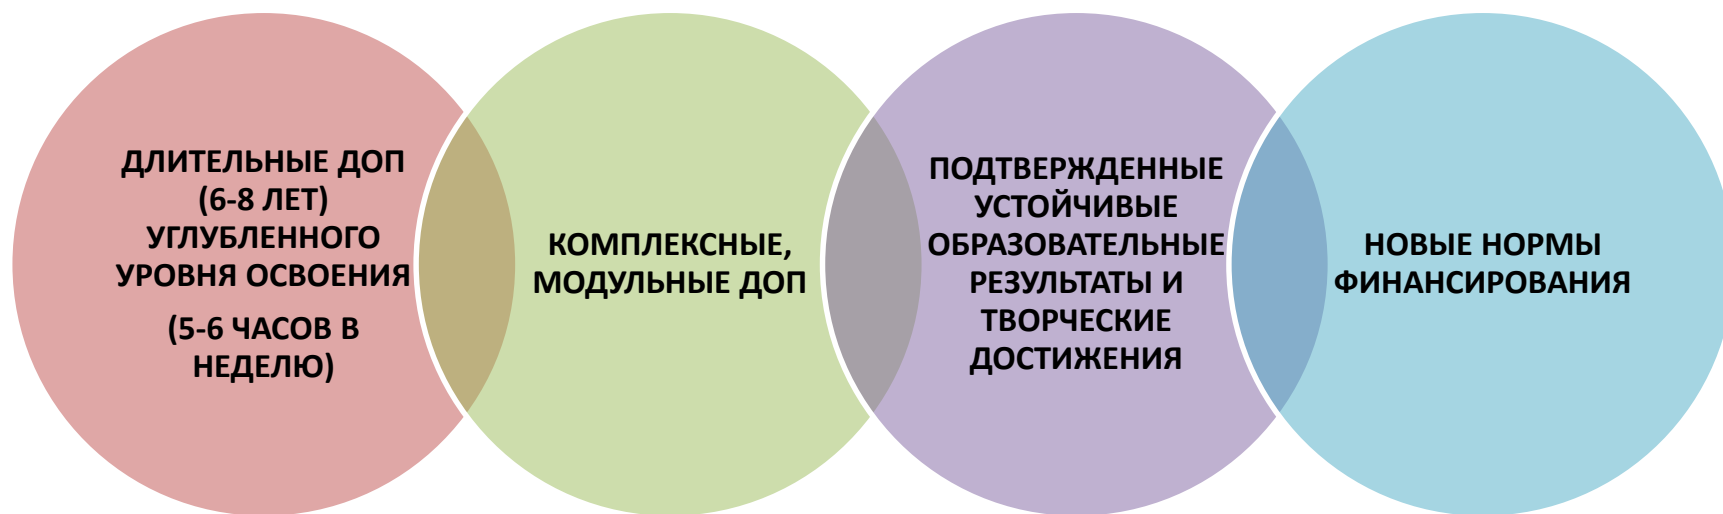 ДЛИТЕЛЬНЫЕ ДОП
(6-8 ЛЕТ)
УГЛУБЛЕННОГО
УРОВНЯ ОСВОЕНИЯ
(5-6 ЧАСОВ В
НЕДЕЛЮ)
КОМПЛЕКСНЫЕ,
МОДУЛЬНЫЕ ДОП
ПОДТВЕРЖДЕННЫЕ
УСТОЙЧИВЫЕ
ОБРАЗОВАТЕЛЬНЫЕ
РЕЗУЛЬТАТЫ И
ТВОРЧЕСКИЕ
ДОСТИЖЕНИЯ
НОВЫЕ НОРМЫ
ФИНАНСИРОВАНИЯ